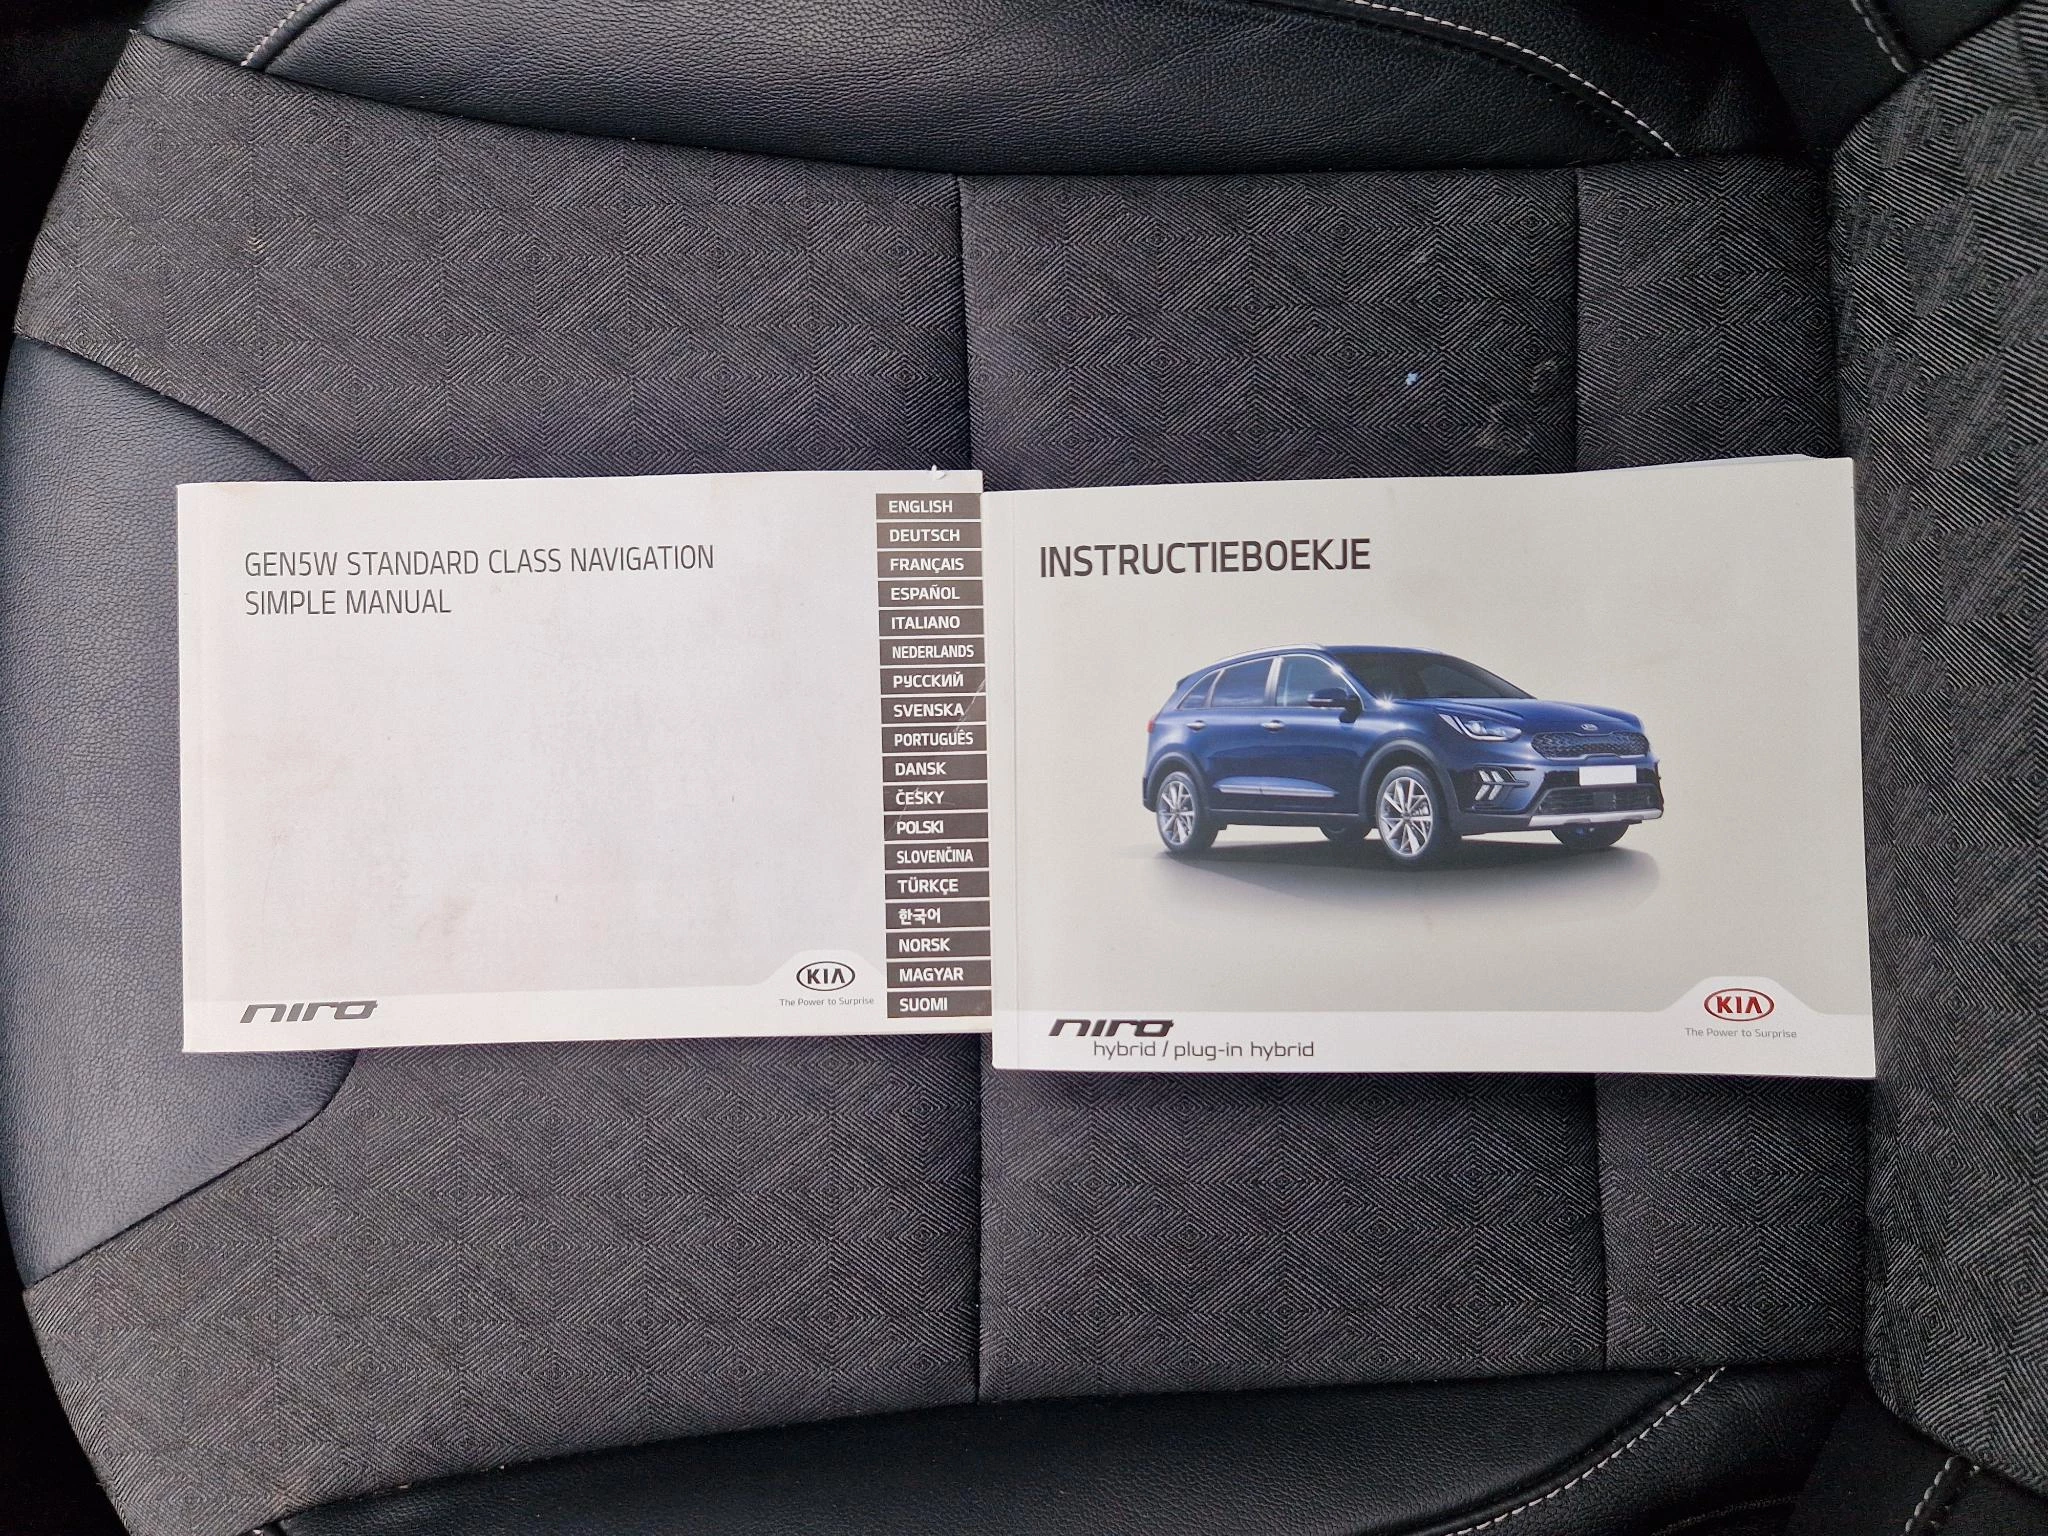 GEN5W STANDARD CLASS NAVIGATION
SIMPLE MANUAL
ENGLISH
DEUTSCH
FRANÇAIS
ESPAÑOL
ITALIANO
NEDERLANDS
РУССКИЙ
SVENSKA
PORTUGUÊS
DANSK
ČESKY
POLSKI
SLOVENČINA
TÜRKÇE
한국어
NORSK
MAGYAR
SUOMI
niro
KIA
The Power to Surprise
INSTRUCTIEBOEKJE
niro
hybrid / plug-in hybrid
KIA
The Power to Surprise